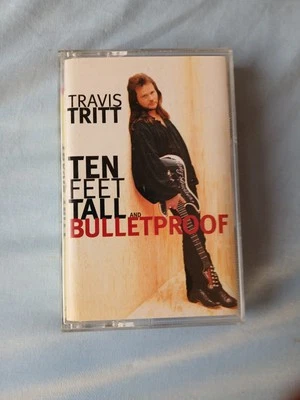 TRAVIS
TRITT
TEN
FEET
TALL AND
BULLETPROOF